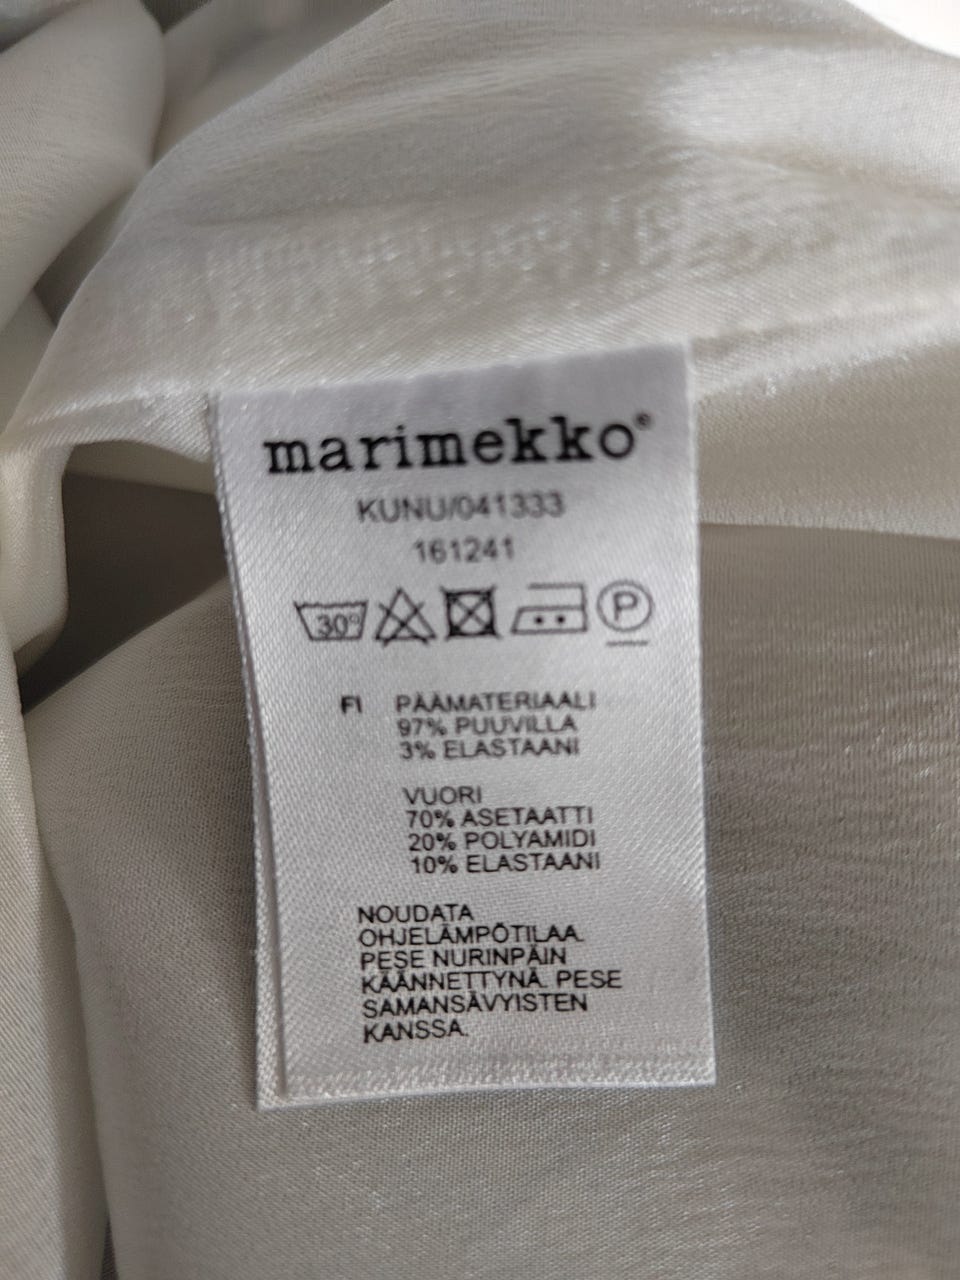 marimekko®
KUNU/041333
161241
30° P
FI PÄÄMATERIAALI
97% PUUVILLA
3% ELASTAANI
VUORI
70% ASETAATTI
20% POLYAMIDI
10% ELASTAANI
NOUDATA
OHJELÄMPÖTILAA.
PESE NURINPÄIN
KÄÄNNETTYNÄ. PESE
SAMANSÄVYISTEN
KANSSA.